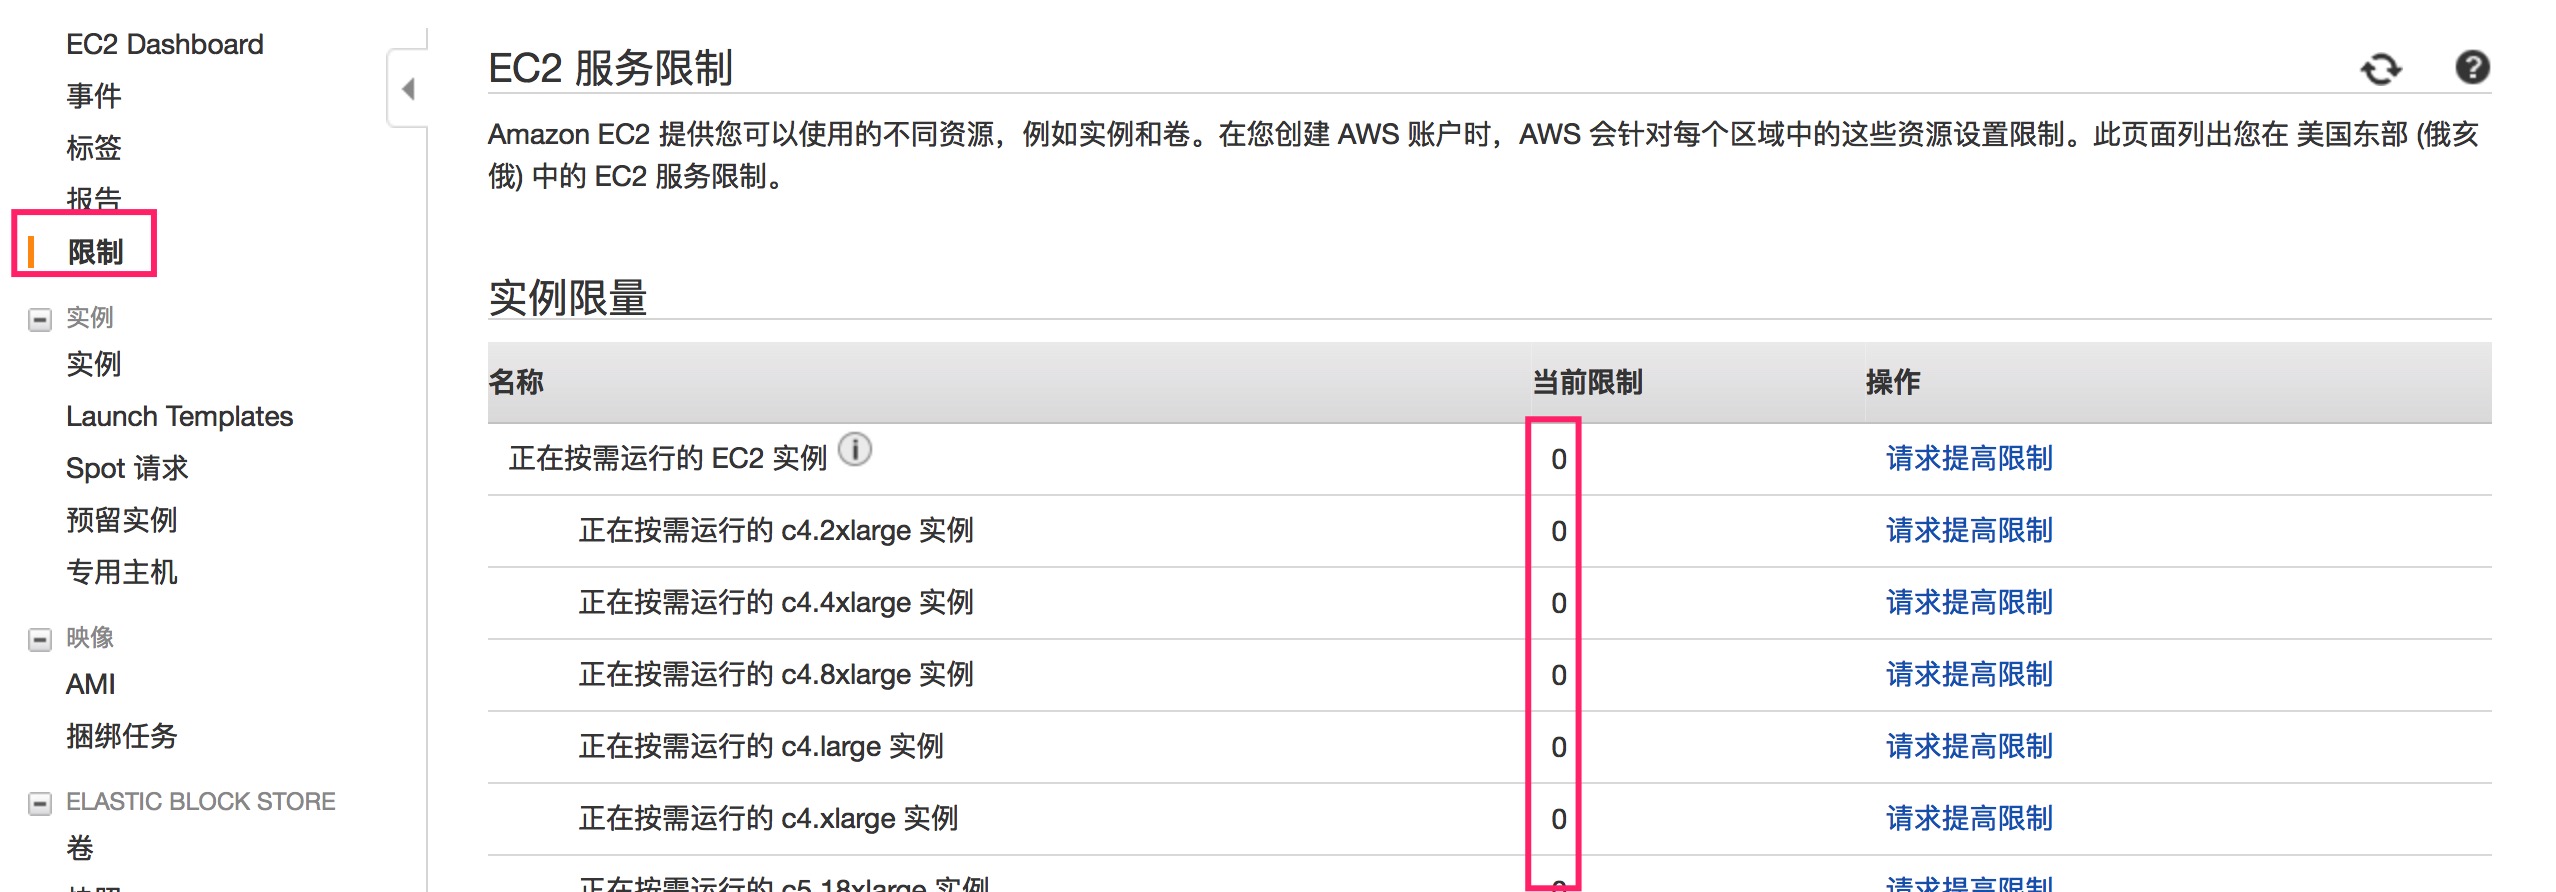 EC2 Dashboard
事件
标签
报告
限制
实例
实例
Launch Templates
Spot 请求
预留实例
专用主机
映像
AMI
捆绑任务
ELASTIC BLOCK STORE
卷
快照
EC2 服务限制
Amazon EC2 提供您可以使用的不同资源，例如实例和卷。在您创建 AWS 账户时，AWS 会针对每个区域中的这些资源设置限制。此页面列出您在 美国东部 (俄亥
俄) 中的 EC2 服务限制。
实例限量
名称 当前限制 操作
正在按需运行的 EC2 实例 0 请求提高限制
正在按需运行的 c4.2xlarge 实例 0 请求提高限制
正在按需运行的 c4.4xlarge 实例 0 请求提高限制
正在按需运行的 c4.8xlarge 实例 0 请求提高限制
正在按需运行的 c4.large 实例 0 请求提高限制
正在按需运行的 c4.xlarge 实例 0 请求提高限制
正在按需运行的 c5.18xlarge 实例 0 请求提高限制